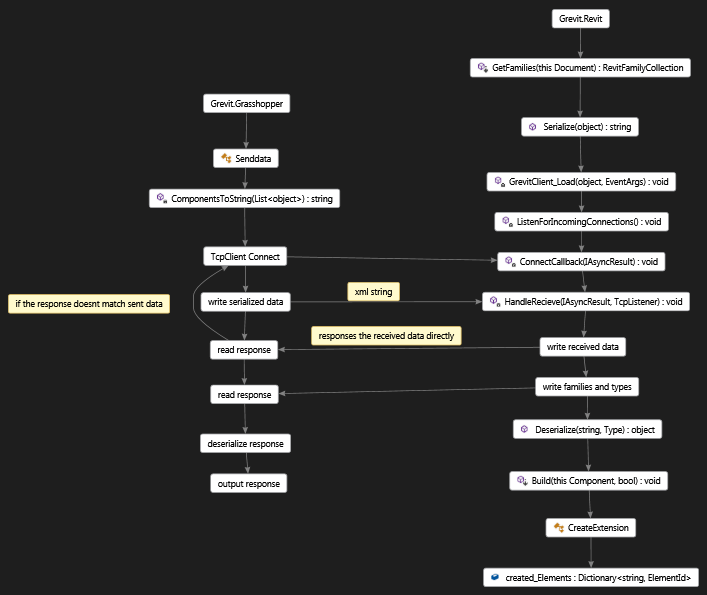 Grevit.Revit
GetFamilies(this Document) : RevitFamilyCollection
Grevit.Grasshopper
Serialize(object) : string
Senddata
GrevitClient_Load(object, EventArgs) : void
ComponentsToString(List<object>) : string
ListenForIncomingConnections() : void
TcpClient Connect
ConnectCallback(IAsyncResult) : void
xml string
if the response doesnt match sent data
write serialized data
HandleRecieve(IAsyncResult, TcpListener) : void
responses the received data directly
read response
write received data
write families and types
read response
Deserialize(string, Type) : object
deserialize response
Build(this Component, bool) : void
output response
CreateExtension
created_Elements : Dictionary<string, ElementId>